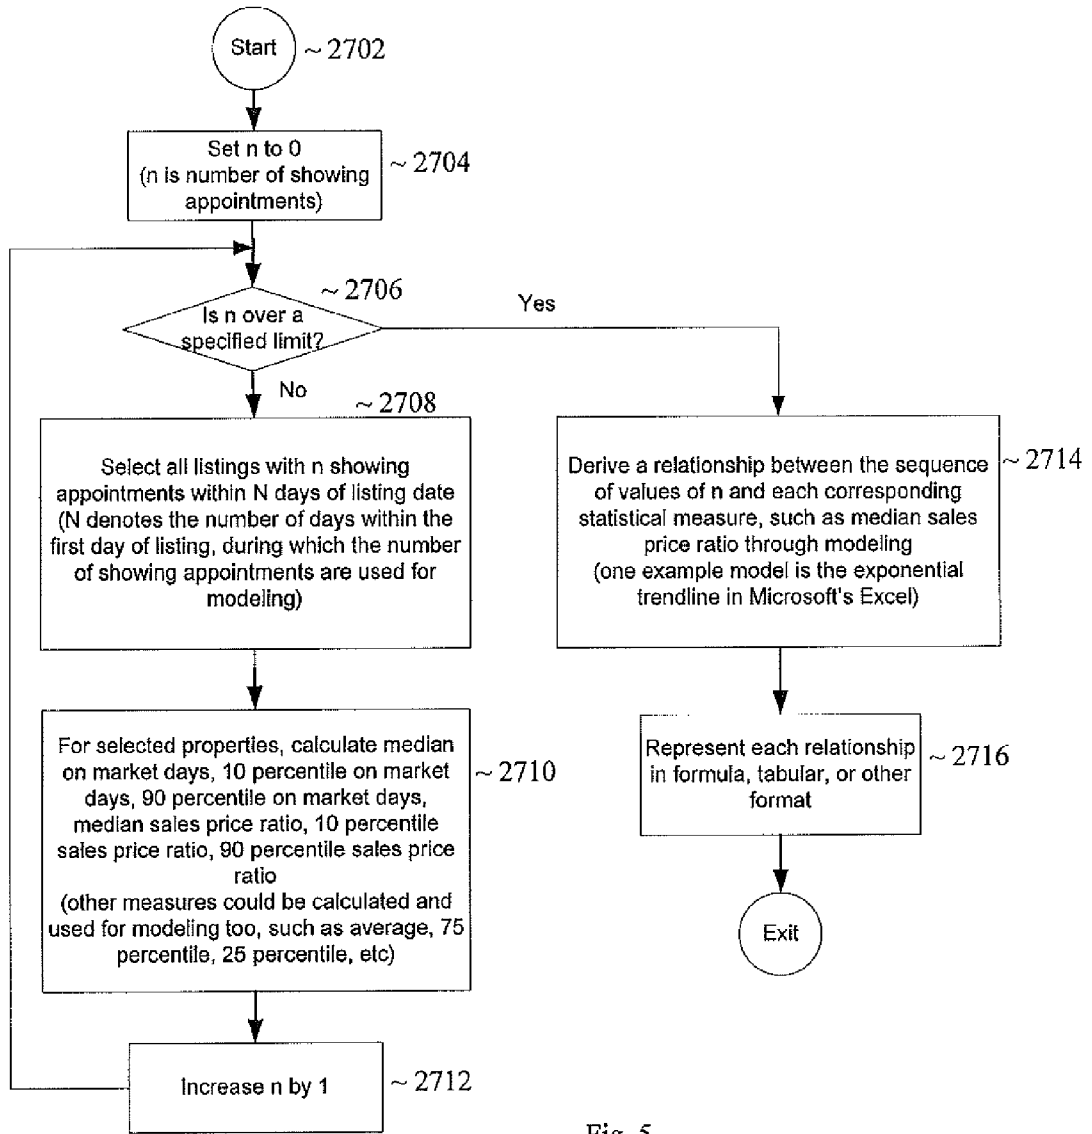 Start
~ 2702
Set n to 0
(n is number of showing
appointments)
~ 2704
~ 2706
Is n over a
specified limit?
Yes
No
~ 2708
Select all listings with n showing
appointments within N days of listing date
(N denotes the number of days within the
first day of listing, during which the number
of showing appointments are used for
modeling)
For selected properties, calculate median
on market days, 10 percentile on market
days, 90 percentile on market days,
median sales price ratio, 10 percentile
sales price ratio, 90 percentile sales price
ratio
(other measures could be calculated and
used for modeling too, such as average, 75
percentile, 25 percentile, etc)
~ 2710
Increase n by 1
~ 2712
Derive a relationship between the sequence
of values of n and each corresponding
statistical measure, such as median sales
price ratio through modeling
(one example model is the exponential
trendline in Microsoft's Excel)
~ 2714
Represent each relationship
in formula, tabular, or other
format
~ 2716
Exit
Fig. 5